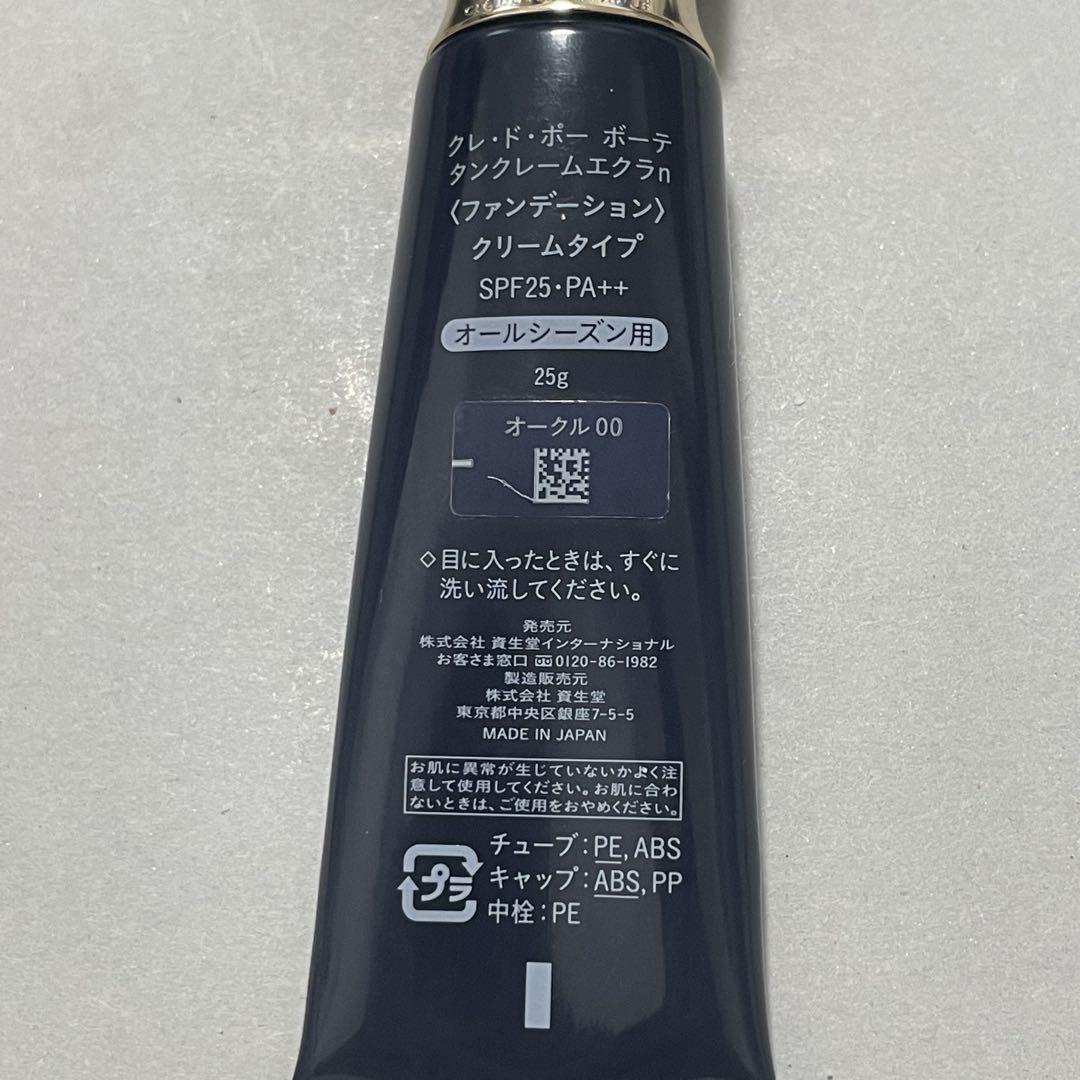 クレ・ド・ポー ボーテ
タンクレームエクラn
〈ファンデーション〉
クリームタイプ
SPF25・PA++
オールシーズン用
25g
オークル00
◇目に入ったときは、すぐに
洗い流してください。
発売元
株式会社 資生堂インターナショナル
お客さま窓口 0120-86-1982
製造販売元
株式会社 資生堂
東京都中央区銀座7-5-5
MADE IN JAPAN
お肌に異常が生じていないかよく注
意して使用してください。お肌に合わ
ないときは、ご使用をおやめください。
チューブ:PE, ABS
プラ キャップ:ABS, PP
中栓:PE